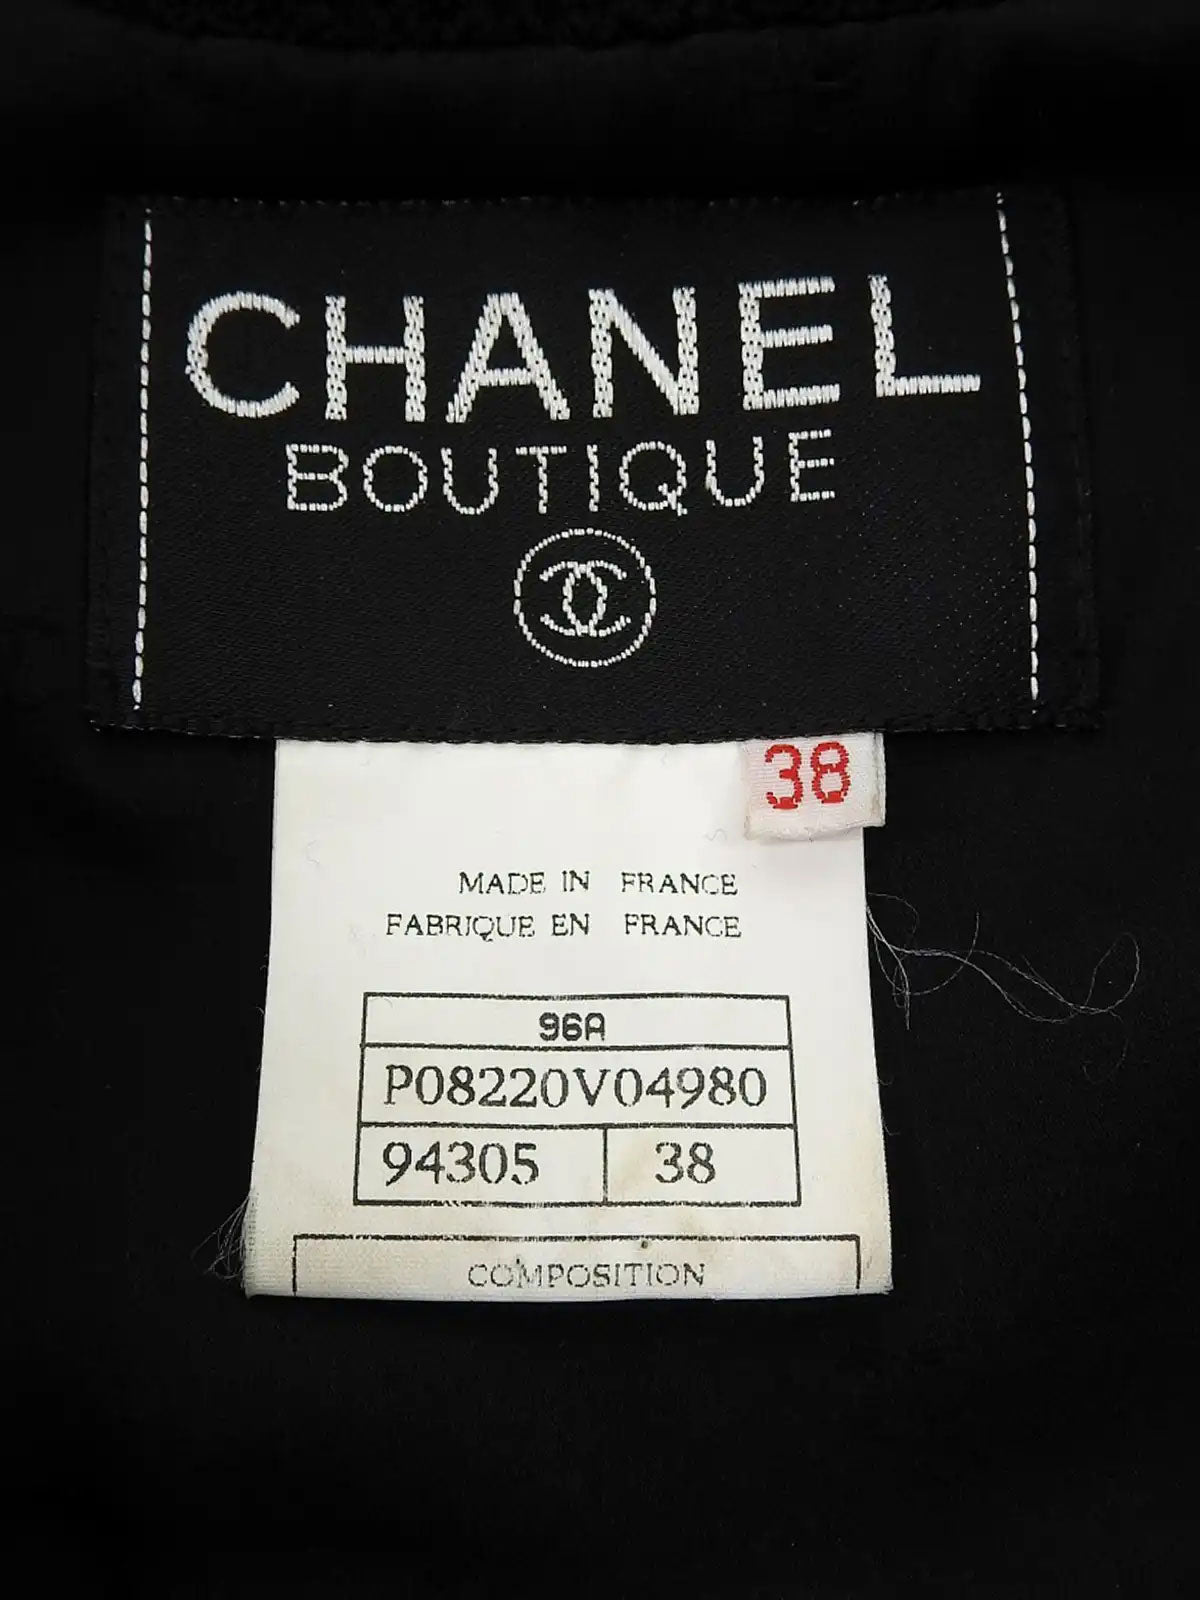 CHANEL
BOUTIQUE
38
MADE IN FRANCE
FABRIQUE EN FRANCE
96A
P08220V04980
94305 38
COMPOSITION